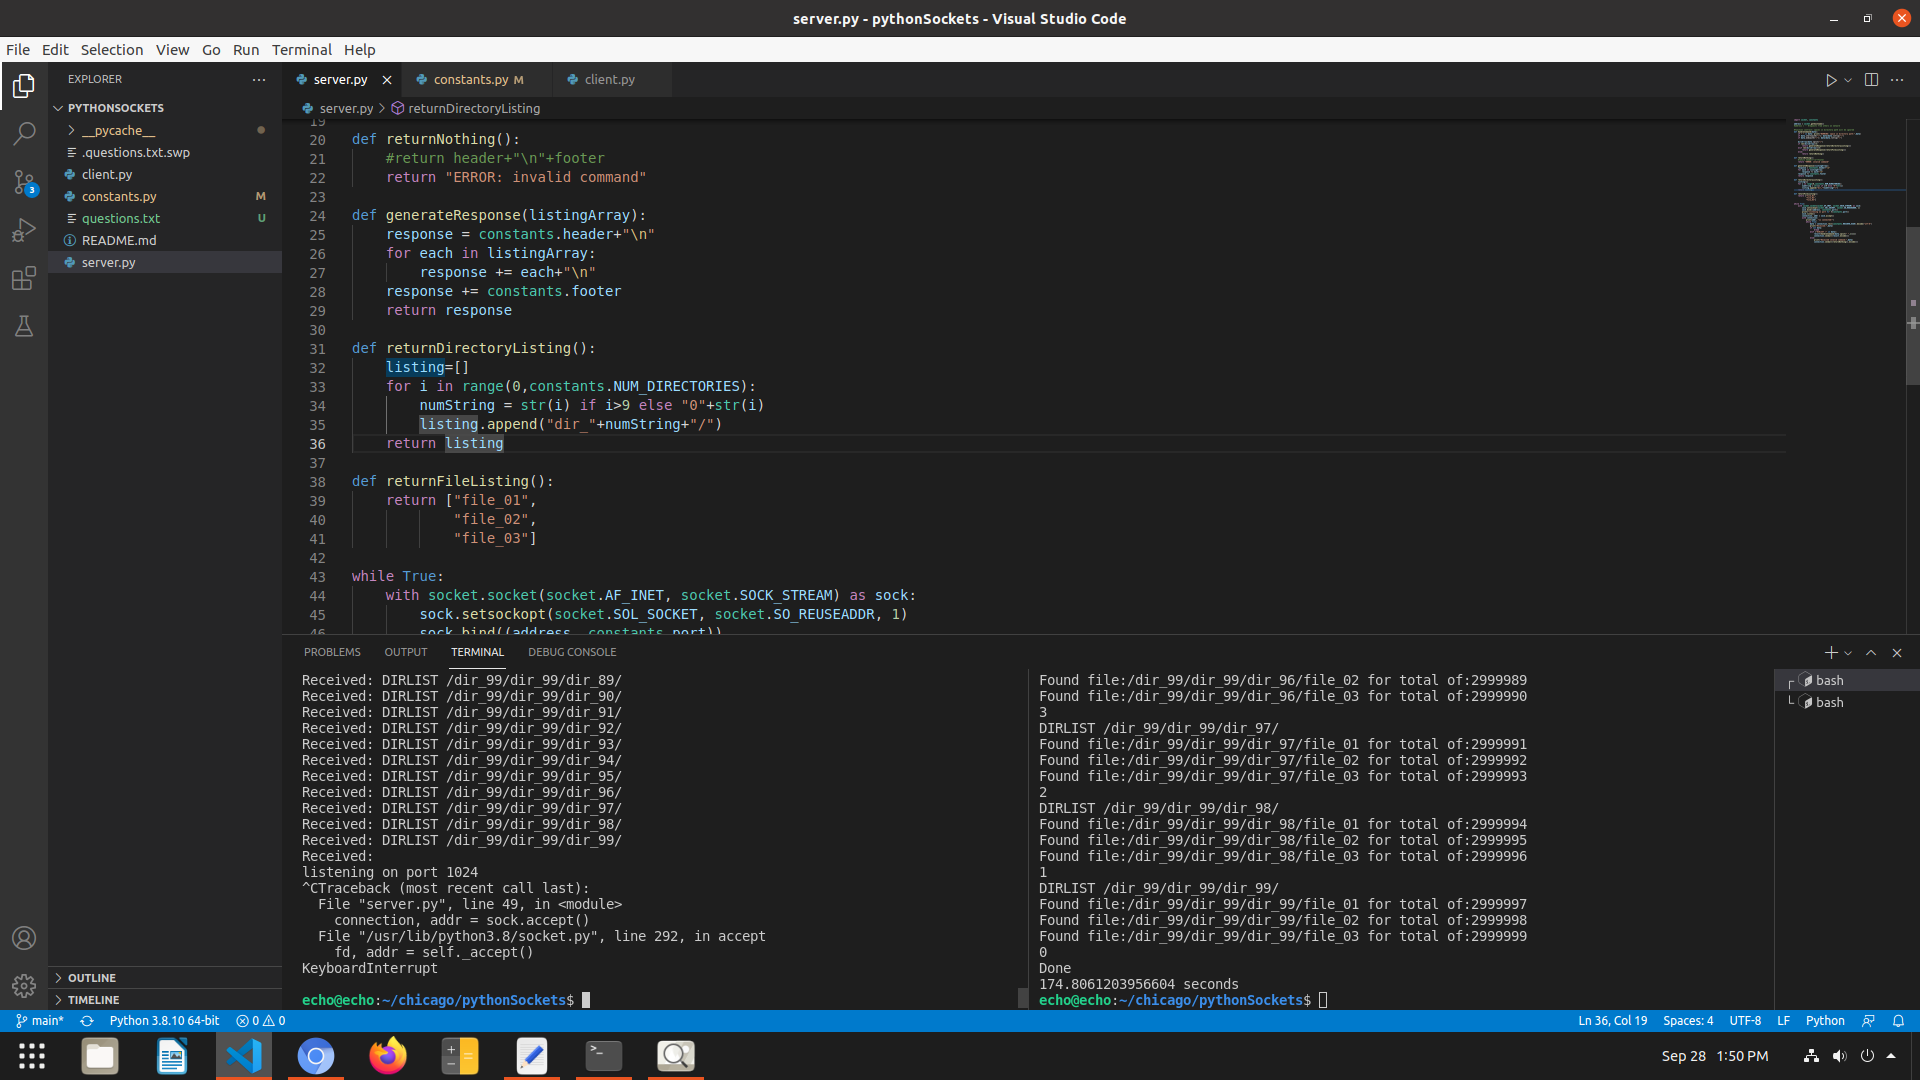 server.py - pythonSockets - Visual Studio Code
File Edit Selection View Go Run Terminal Help
EXPLORER
PYTHONSOCKETS
__pycache__
.questions.txt.swp
client.py
constants.py M
questions.txt U
README.md
server.py
OUTLINE
TIMELINE
3
server.py constants.py M client.py
server.py returnDirectoryListing
19
20 def returnNothing():
21 #return header+"\n"+footer
22 return "ERROR: invalid command"
23
24 def generateResponse(listingArray):
25 response = constants.header+"\n"
26 for each in listingArray:
27 response += each+"\n"
28 response += constants.footer
29 return response
30
31 def returnDirectoryListing():
32 listing=[]
33 for i in range(0,constants.NUM_DIRECTORIES):
34 numString = str(i) if i>9 else "0"+str(i)
35 listing.append("dir_"+numString+"/")
36 return listing
37
38 def returnFileListing():
39 return ["file_01",
40 "file_02",
41 "file_03"]
42
43 while True:
44 with socket.socket(socket.AF_INET, socket.SOCK_STREAM) as sock:
45 sock.setsockopt(socket.SOL_SOCKET, socket.SO_REUSEADDR, 1)
46 sock.bind((address, constants.port))
PROBLEMS OUTPUT TERMINAL DEBUG CONSOLE
Received: DIRLIST /dir_99/dir_99/dir_89/
Received: DIRLIST /dir_99/dir_99/dir_90/
Received: DIRLIST /dir_99/dir_99/dir_91/
Received: DIRLIST /dir_99/dir_99/dir_92/
Received: DIRLIST /dir_99/dir_99/dir_93/
Received: DIRLIST /dir_99/dir_99/dir_94/
Received: DIRLIST /dir_99/dir_99/dir_95/
Received: DIRLIST /dir_99/dir_99/dir_96/
Received: DIRLIST /dir_99/dir_99/dir_97/
Received: DIRLIST /dir_99/dir_99/dir_98/
Received: DIRLIST /dir_99/dir_99/dir_99/
Received:
listening on port 1024
^CTraceback (most recent call last):
File "server.py", line 49, in <module>
connection, addr = sock.accept()
File "/usr/lib/python3.8/socket.py", line 292, in accept
fd, addr = self._accept()
KeyboardInterrupt
echo@echo:~/chicago/pythonSockets$
Found file:/dir_99/dir_99/dir_96/file_02 for total of:2999989
Found file:/dir_99/dir_99/dir_96/file_03 for total of:2999990
3
DIRLIST /dir_99/dir_99/dir_97/
Found file:/dir_99/dir_99/dir_97/file_01 for total of:2999991
Found file:/dir_99/dir_99/dir_97/file_02 for total of:2999992
Found file:/dir_99/dir_99/dir_97/file_03 for total of:2999993
2
DIRLIST /dir_99/dir_99/dir_98/
Found file:/dir_99/dir_99/dir_98/file_01 for total of:2999994
Found file:/dir_99/dir_99/dir_98/file_02 for total of:2999995
Found file:/dir_99/dir_99/dir_98/file_03 for total of:2999996
1
DIRLIST /dir_99/dir_99/dir_99/
Found file:/dir_99/dir_99/dir_99/file_01 for total of:2999997
Found file:/dir_99/dir_99/dir_99/file_02 for total of:2999998
Found file:/dir_99/dir_99/dir_99/file_03 for total of:2999999
0
Done
174.8061203956604 seconds
echo@echo:~/chicago/pythonSockets$
bash
bash
main* Python 3.8.10 64-bit 0 0 Ln 36, Col 19 Spaces: 4 UTF-8 LF Python
Sep 28 1:50 PM